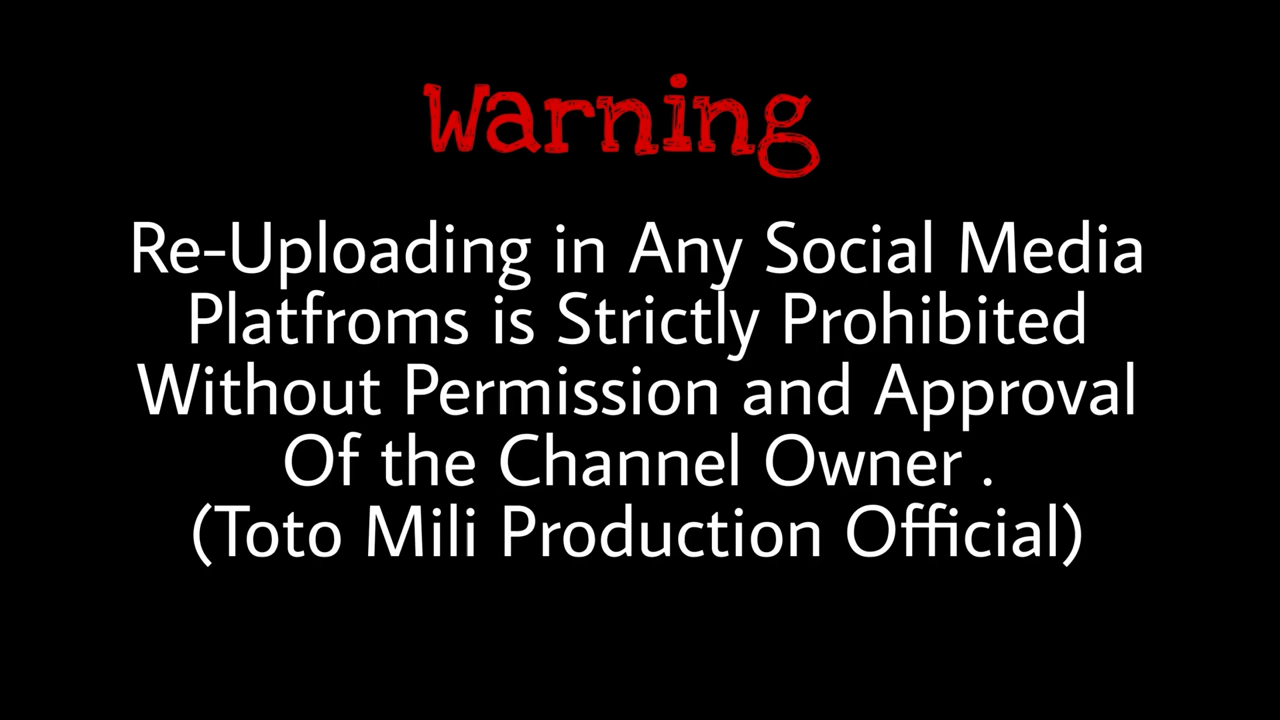 Warning
Re-Uploading in Any Social Media
Platfroms is Strictly Prohibited
Without Permission and Approval
Of the Channel Owner .
(Toto Mili Production Official)